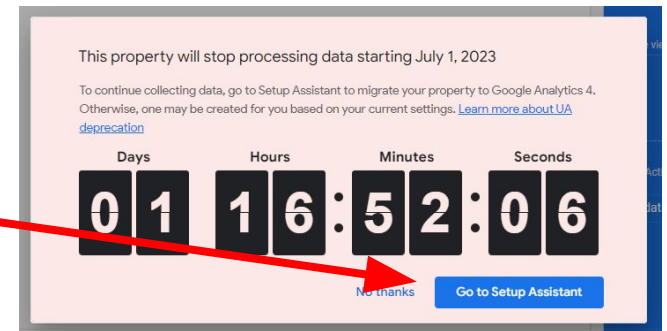 This property will stop processing data starting July 1, 2023
To continue collecting data, go to Setup Assistant to migrate your property to Google Analytics 4.
Otherwise, one may be created for you based on your current settings. Learn more about UA
deprecation
Days Hours Minutes Seconds
01 16:52:06
No thanks Go to Setup Assistant